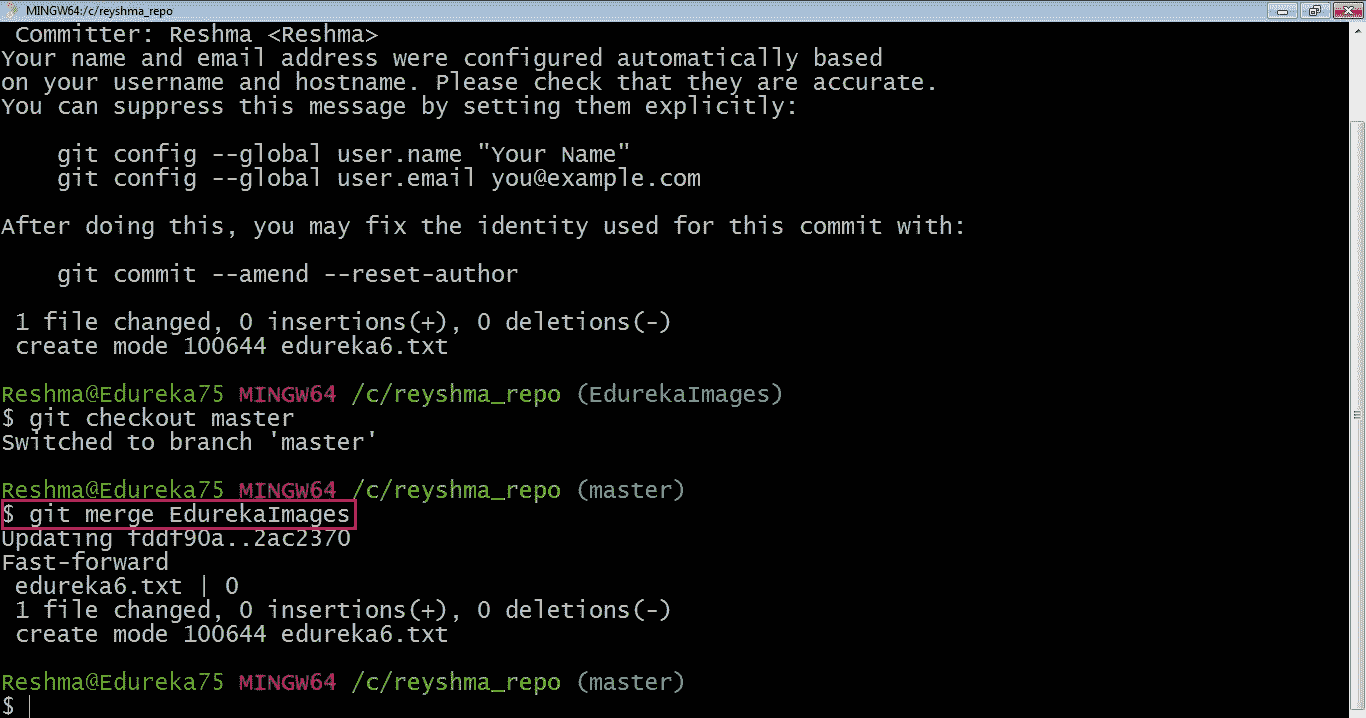 MINGW64:/c/reyshma_repo
Committer: Reshma <Reshma>
Your name and email address were configured automatically based
on your username and hostname. Please check that they are accurate.
You can suppress this message by setting them explicitly:
git config --global user.name "Your Name"
git config --global user.email you@example.com
After doing this, you may fix the identity used for this commit with:
git commit --amend --reset-author
1 file changed, 0 insertions(+), 0 deletions(-)
create mode 100644 edureka6.txt
Reshma@Edureka75 MINGW64 /c/reyshma_repo (EdurekaImages)
$ git checkout master
Switched to branch 'master'
Reshma@Edureka75 MINGW64 /c/reyshma_repo (master)
$ git merge EdurekaImages
Updating fddf90a..2ac2370
Fast-forward
edureka6.txt | 0
1 file changed, 0 insertions(+), 0 deletions(-)
create mode 100644 edureka6.txt
Reshma@Edureka75 MINGW64 /c/reyshma_repo (master)
$